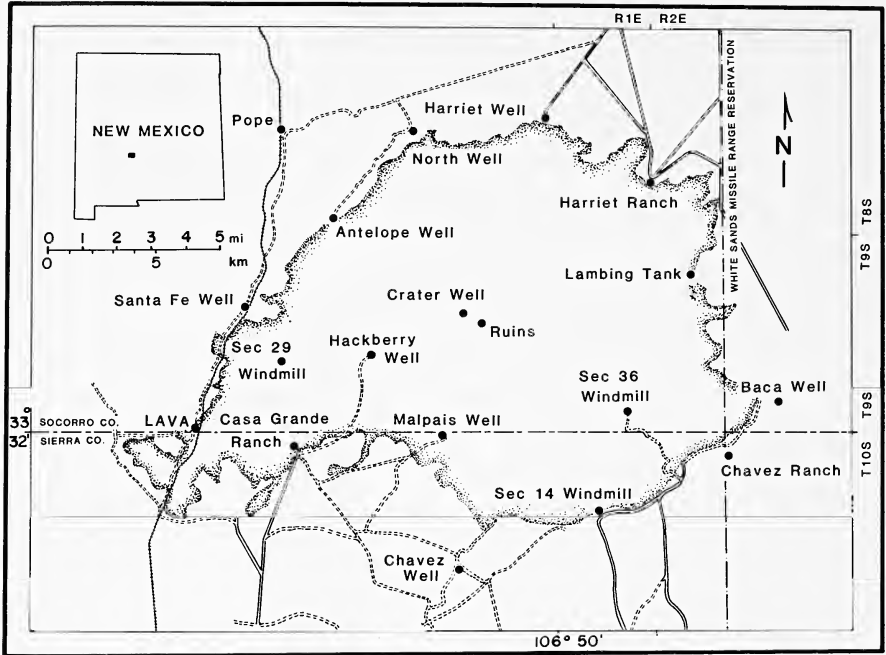 R1E R2E
WHITE SANDS MISSILE RANGE RESERVATION
NEW MEXICO
N
Pope
Harriet Well
North Well
Harriet Ranch
T8S
T9S
0 1 2 3 4 5 mi
0 5 km
Antelope Well
Lambing Tank
Santa Fe Well
Crater Well
Ruins
Sec 29
Windmill
Hackberry
Well
Sec 36
Windmill
Baca Well
33°
32'
SOCORRO CO.
SIERRA CO.
LAVA
Casa Grande
Ranch
Malpais Well
T9S
T10S
Chavez Ranch
Sec 14 Windmill
Chavez
Well
106° 50'